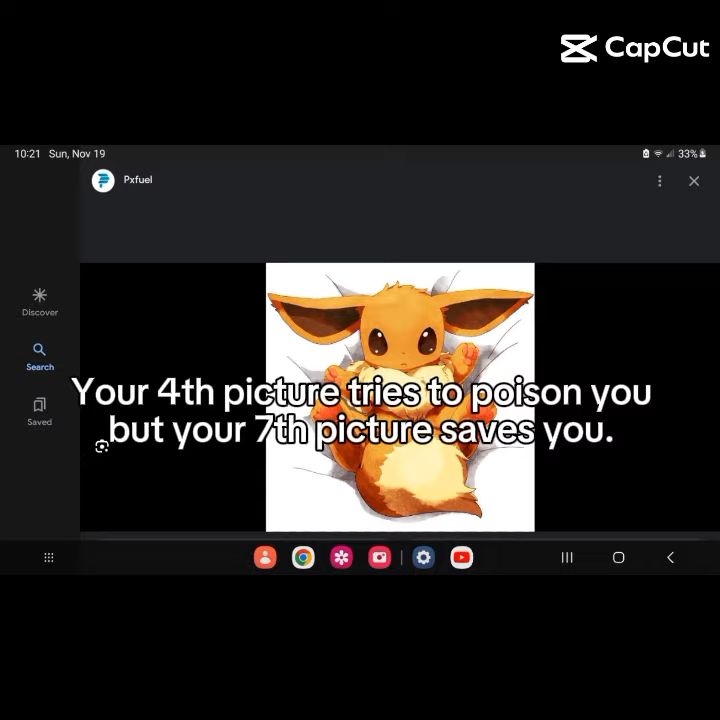 CapCut
10:21 Sun, Nov 19
33%
Pxfuel
Discover
Search
Saved
Your 4th picture tries to poison you
but your 7th picture saves you.